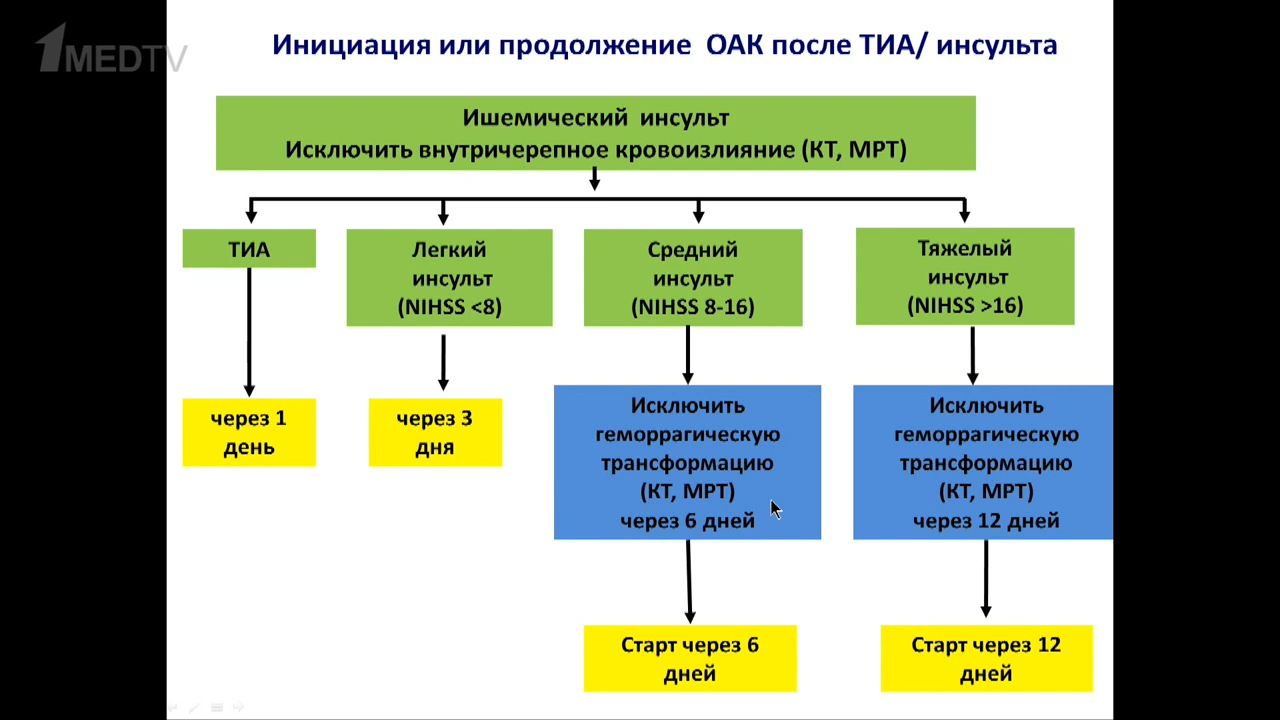 1MEDTV
Инициация или продолжение ОАК после ТИА/ инсульта
Ишемический инсульт
Исключить внутричерепное кровоизлияние (КТ, МРТ)
ТИА
Легкий
инсульт
(NIHSS <8)
Средний
инсульт
(NIHSS 8-16)
Тяжелый
инсульт
(NIHSS >16)
через 1
день
через 3
дня
Исключить
геморрагическую
трансформацию
(КТ, МРТ)
через 6 дней
Исключить
геморрагическую
трансформацию
(КТ, МРТ)
через 12 дней
Старт через 6
дней
Старт через 12
дней